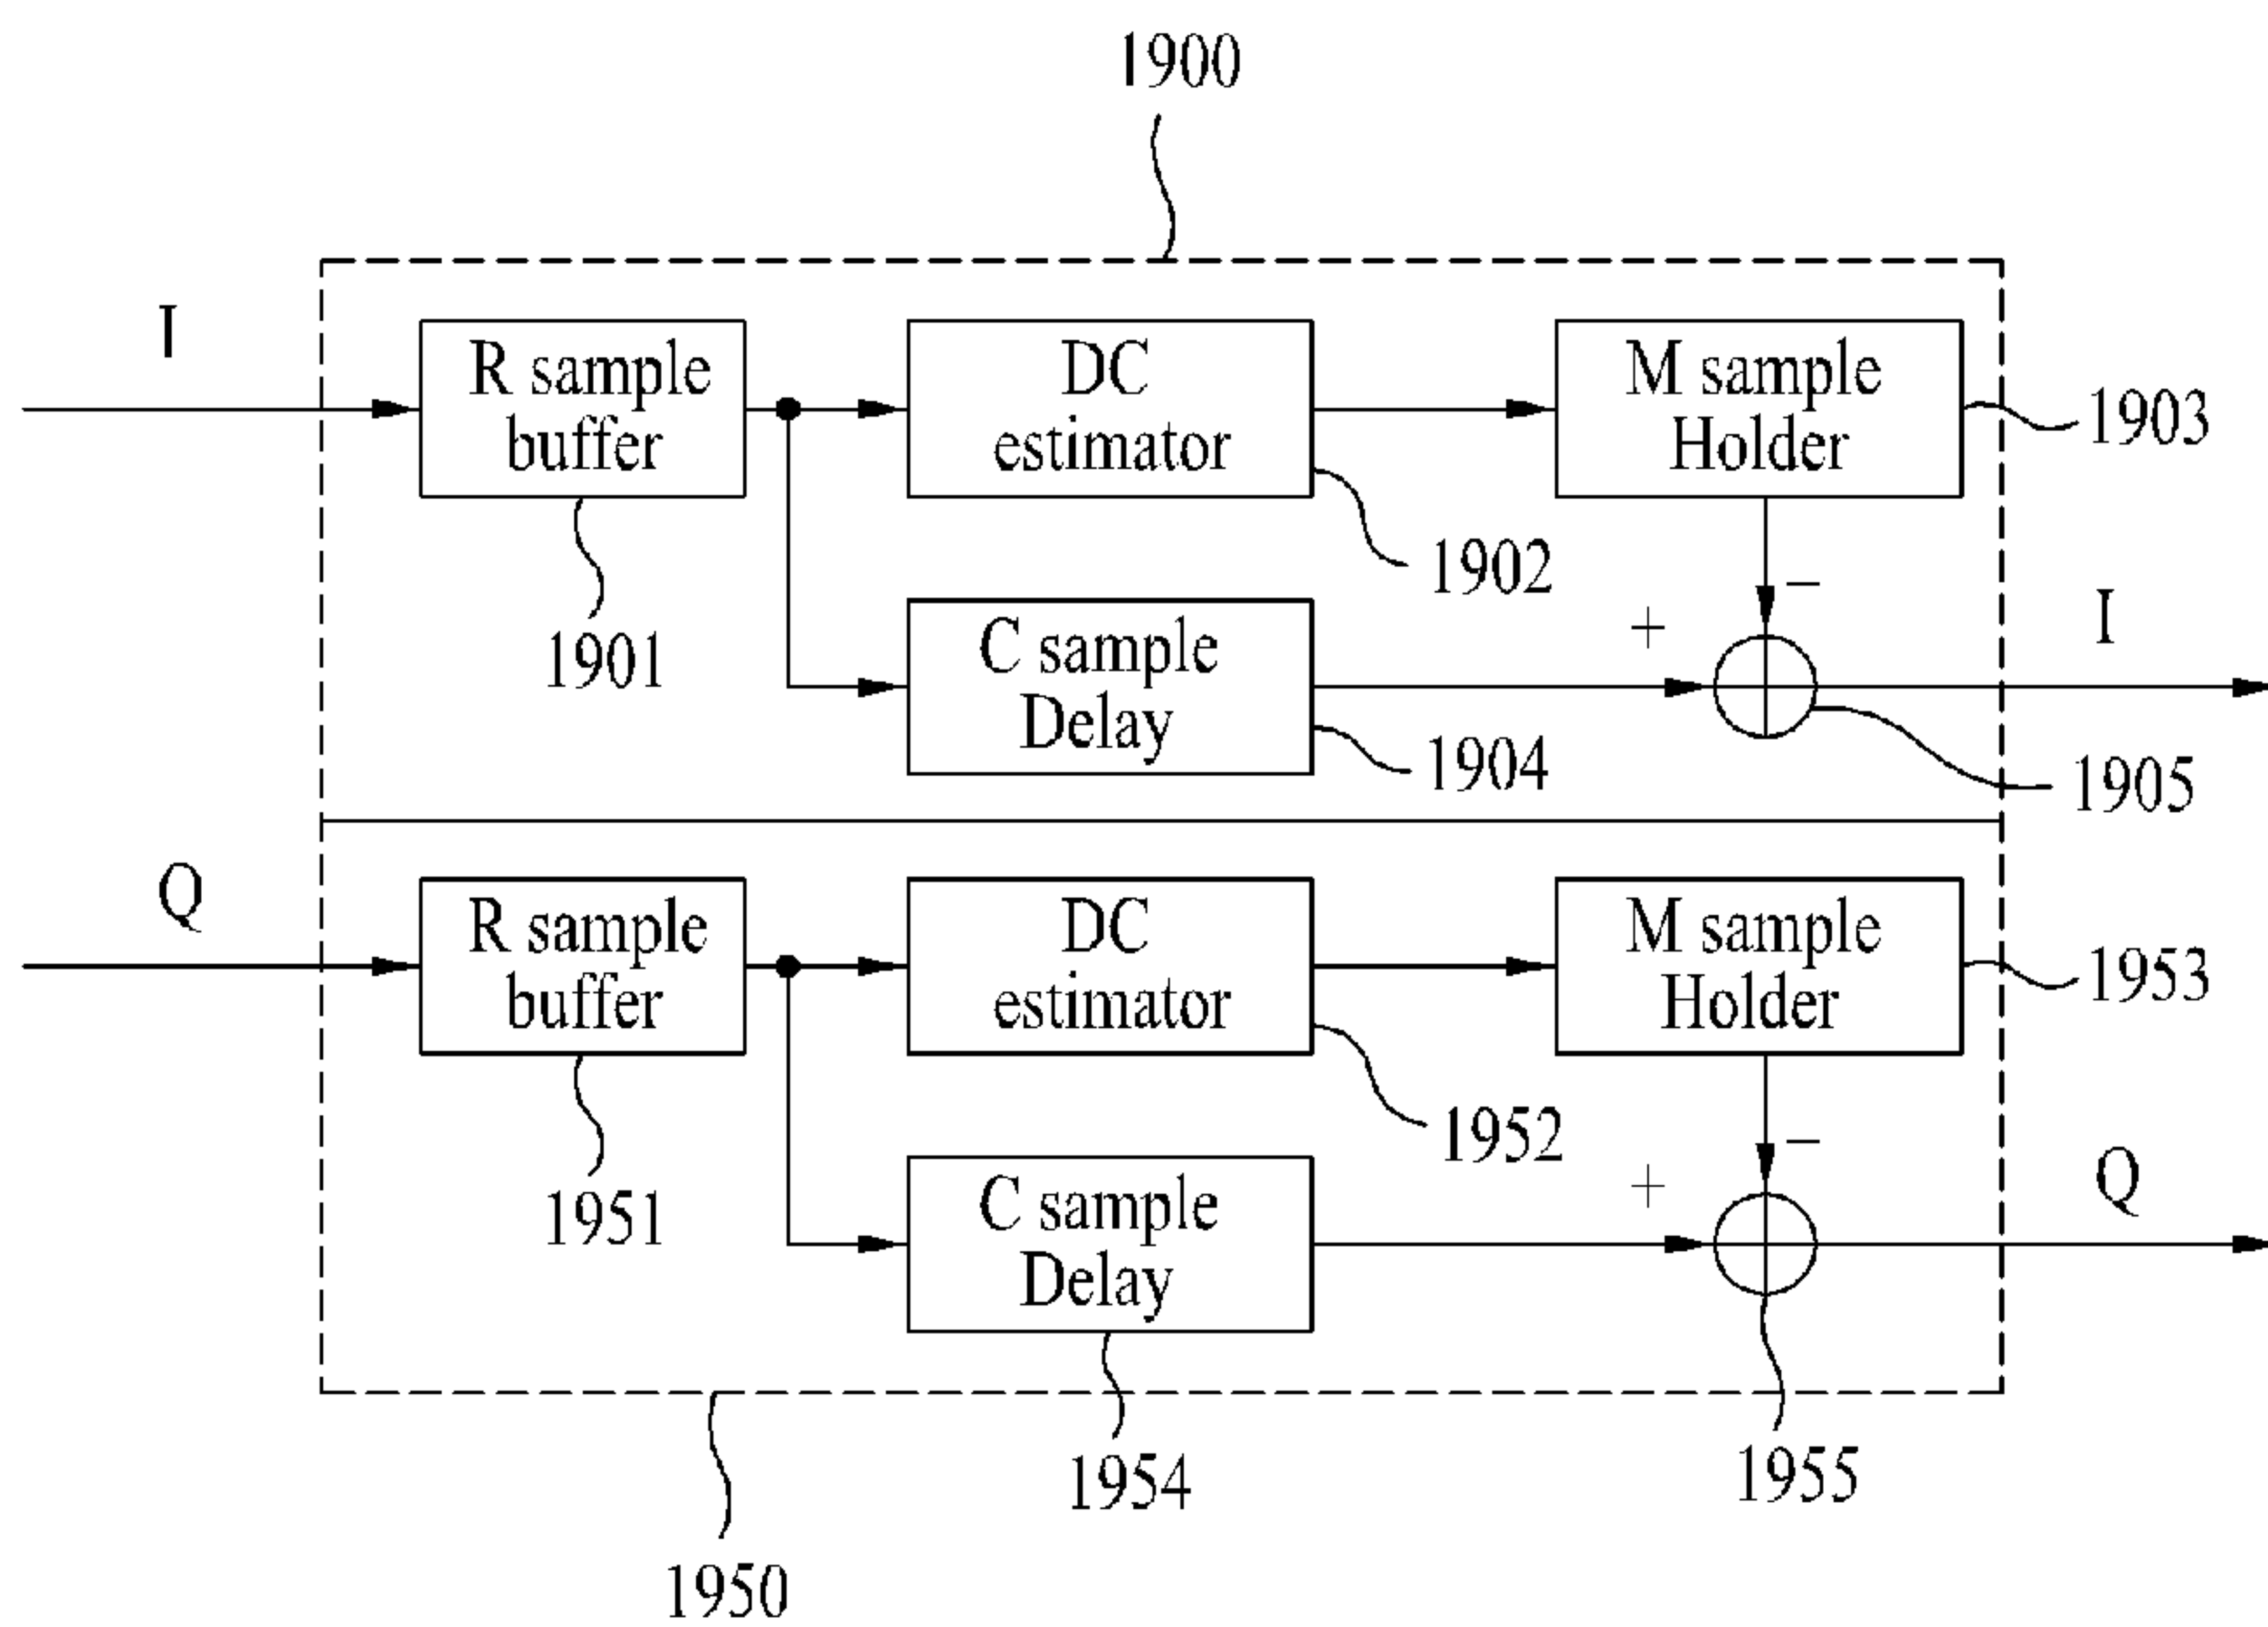 1900
I
R sample
buffer
DC
estimator
M sample
Holder
1903
1902
1901
−
+
I
C sample
Delay
1904
1905
Q
R sample
buffer
DC
estimator
M sample
Holder
1953
1952
1951
−
+
Q
C sample
Delay
1954
1955
1950